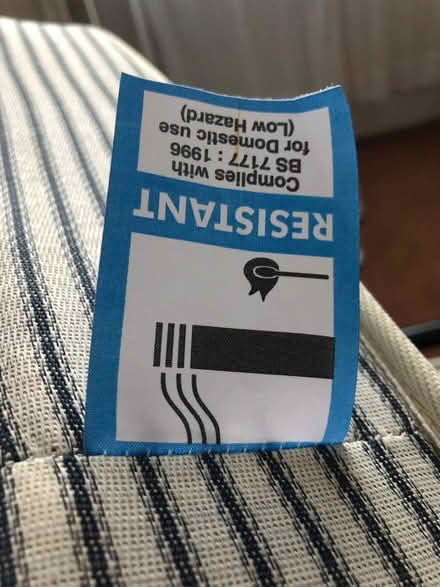 RESISTANT
Complies with
BS 7177 : 1996
for Domestic use
(Low Hazard)